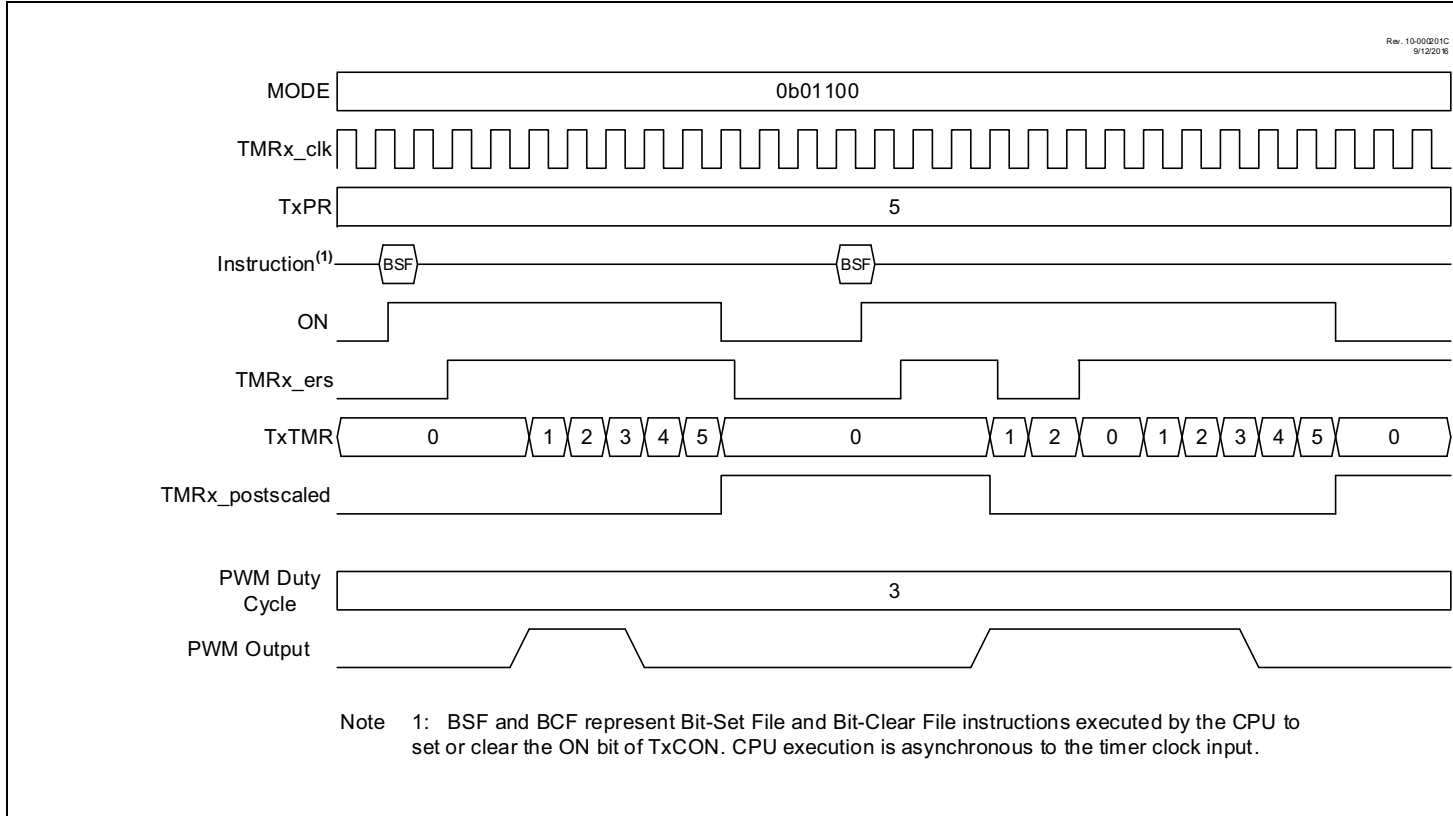 Rev. 10-000201C
9/12/2016
MODE 0b01100
TMRx_clk
TxPR 5
Instruction(1) BSF BSF
ON
TMRx_ers
TxTMR 0 1 2 3 4 5 0 1 2 0 1 2 3 4 5 0
TMRx_postscaled
PWM Duty
Cycle 3
PWM Output
Note 1: BSF and BCF represent Bit-Set File and Bit-Clear File instructions executed by the CPU to
set or clear the ON bit of TxCON. CPU execution is asynchronous to the timer clock input.